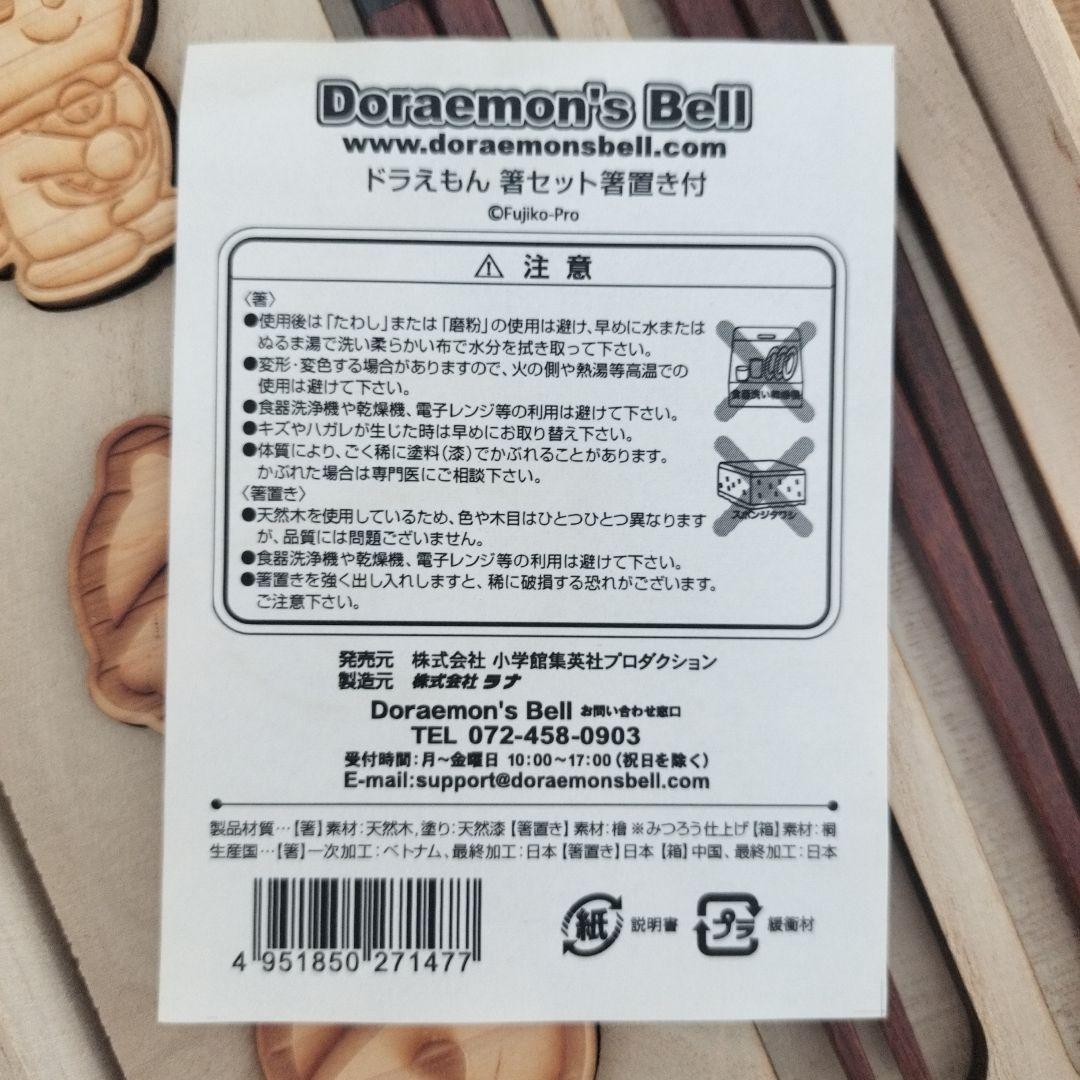 Doraemon's Bell
www.doraemonsbell.com
ドラえもん 箸セット箸置き付
©Fujiko-Pro
⚠ 注意
〈箸〉
●使用後は「たわし」または「磨粉」の使用は避け、早めに水または
ぬるま湯で洗い柔らかい布で水分を拭き取って下さい。
●変形・変色する場合がありますので、火の側や熱湯等高温での
使用は避けて下さい。
●食器洗浄機や乾燥機、電子レンジ等の利用は避けて下さい。
●キズやハガレが生じた時は早めにお取り替え下さい。
●体質により、ごく稀に塗料(漆)でかぶれることがあります。
かぶれた場合は専門医にご相談下さい。
〈箸置き〉
●天然木を使用しているため、色や木目はひとつひとつ異なります
が、品質には問題ございません。
●食器洗浄機や乾燥機、電子レンジ等の利用は避けて下さい。
●箸置きを強く出し入れしますと、稀に破損する恐れがございます。
ご注意下さい。
食器洗い乾燥機
スポンジタワシ
発売元 株式会社 小学館集英社プロダクション
製造元 株式会社 ラナ
Doraemon's Bell お問い合わせ窓口
TEL 072-458-0903
受付時間：月～金曜日 10:00～17:00（祝日を除く）
E-mail:support@doraemonsbell.com
製品材質…【箸】素材：天然木,塗り：天然漆【箸置き】素材：檜 ※みつろう仕上げ【箱】素材：桐
生産国…【箸】一次加工：ベトナム、最終加工：日本【箸置き】日本【箱】中国、最終加工：日本
4 951850 271477
紙 説明書
プラ 緩衝材